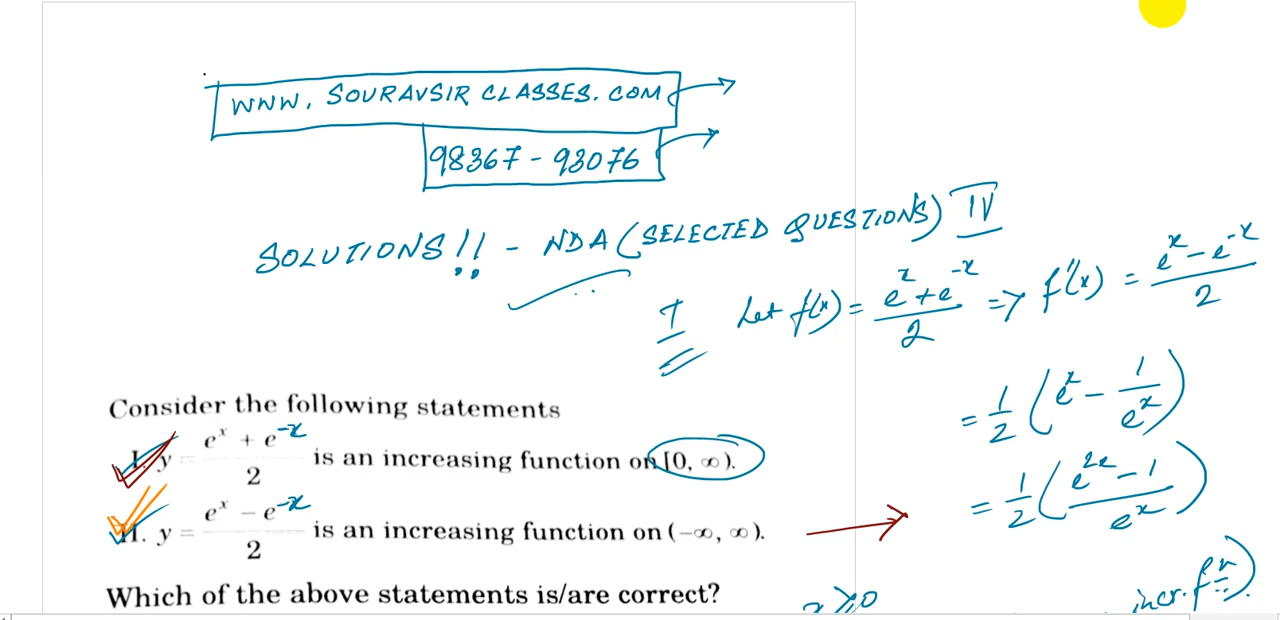 WWW. SOURAVSIR CLASSES. COM
98367 - 93076
SOLUTIONS!! - NDA (SELECTED QUESTIONS) IV
I Let f(x) = (e^x + e^-x)/2 => f'(x) = (e^x - e^-x)/2
= 1/2 (e^x - 1/e^x)
= 1/2 (e^2x - 1 / e^x)
Consider the following statements
I. y = (e^x + e^-x)/2 is an increasing function on [0, ∞).
II. y = (e^x - e^-x)/2 is an increasing function on (-∞, ∞).
Which of the above statements is/are correct?
x ≥ 0
incr. f^n)